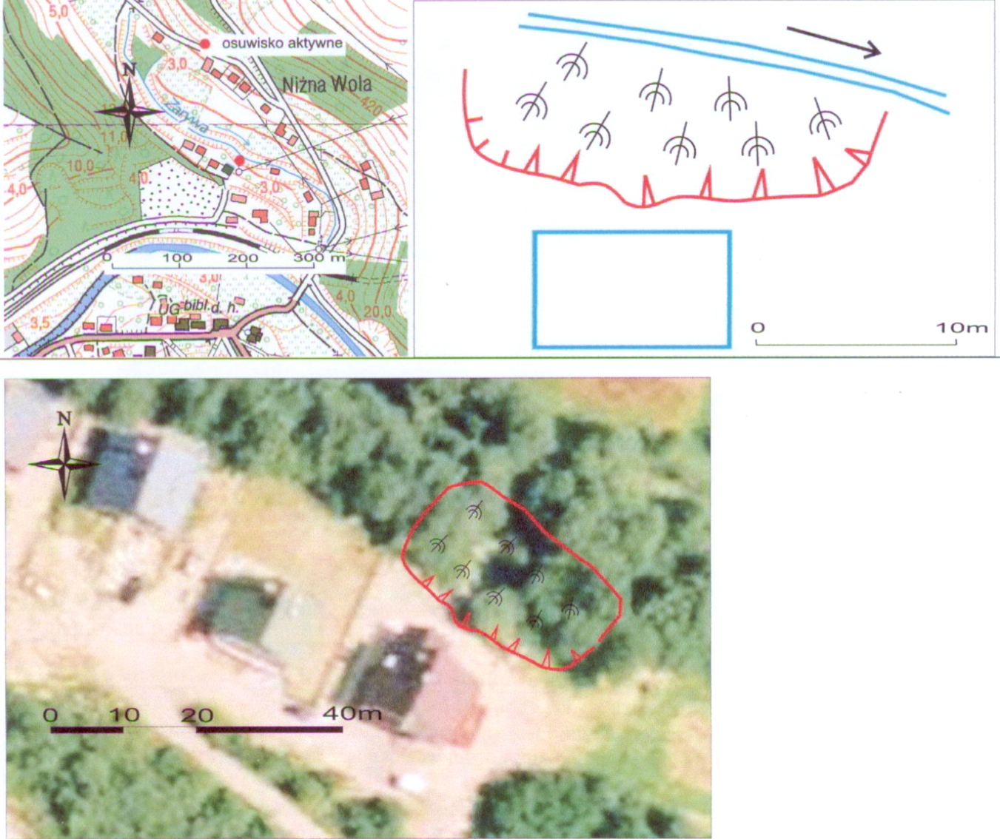 5,0
osuwisko aktywne
N
3,0
Niżna Wola
420
Żarywa
11,0
10,0
4,0
4,0
3,0
0 100 200 300 m
3,0
4,0
20,0
UG bibl. d. h.
3,5
0 10m
N
0 10 20 40m